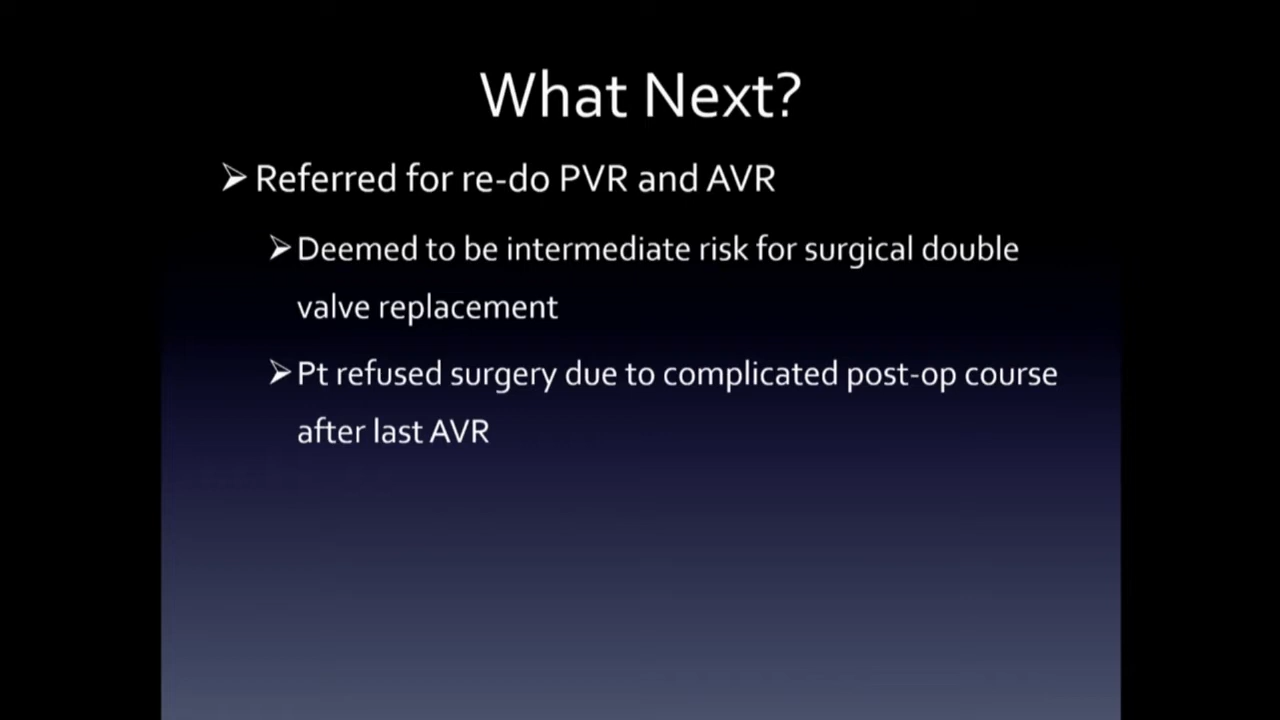 What Next?
➢ Referred for re-do PVR and AVR
➢ Deemed to be intermediate risk for surgical double
valve replacement
➢ Pt refused surgery due to complicated post-op course
after last AVR